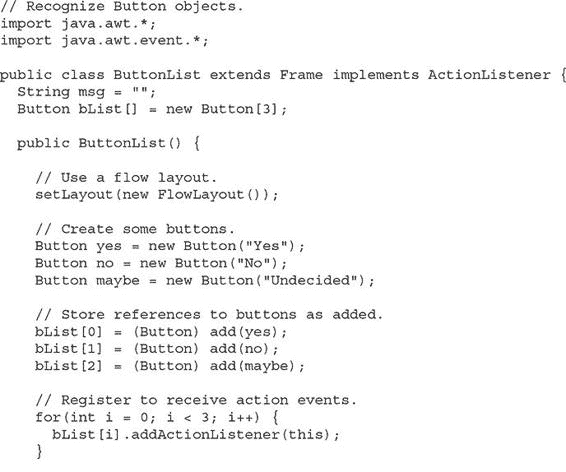 // Recognize Button objects.
import java.awt.*;
import java.awt.event.*;

public class ButtonList extends Frame implements ActionListener {
  String msg = "";
  Button bList[] = new Button[3];

  public ButtonList() {

    // Use a flow layout.
    setLayout(new FlowLayout());

    // Create some buttons.
    Button yes = new Button("Yes");
    Button no = new Button("No");
    Button maybe = new Button("Undecided");

    // Store references to buttons as added.
    bList[0] = (Button) add(yes);
    bList[1] = (Button) add(no);
    bList[2] = (Button) add(maybe);

    // Register to receive action events.
    for(int i = 0; i < 3; i++) {
      bList[i].addActionListener(this);
    }